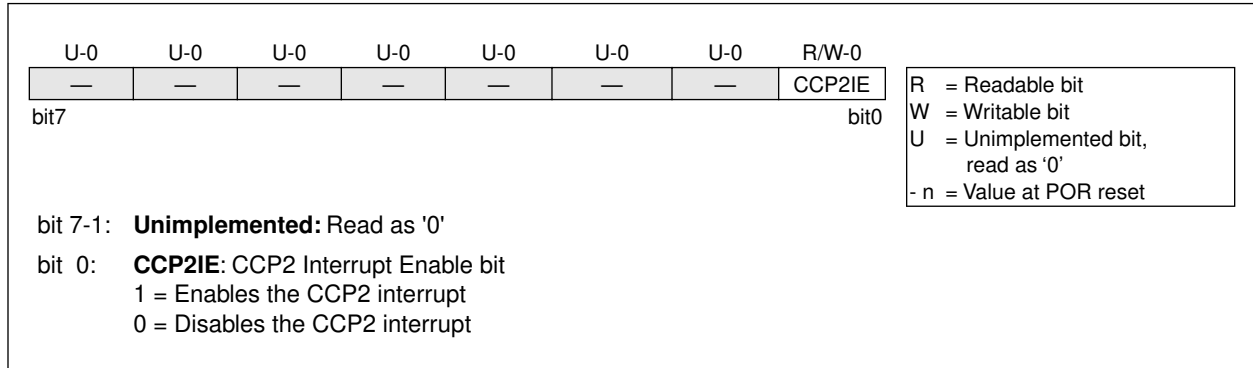 U-0 U-0 U-0 U-0 U-0 U-0 U-0 R/W-0
— — — — — — — CCP2IE
bit7 bit0
R = Readable bit
W = Writable bit
U = Unimplemented bit,
read as ‘0’
- n = Value at POR reset
bit 7-1: Unimplemented: Read as '0'
bit 0: CCP2IE: CCP2 Interrupt Enable bit
1 = Enables the CCP2 interrupt
0 = Disables the CCP2 interrupt